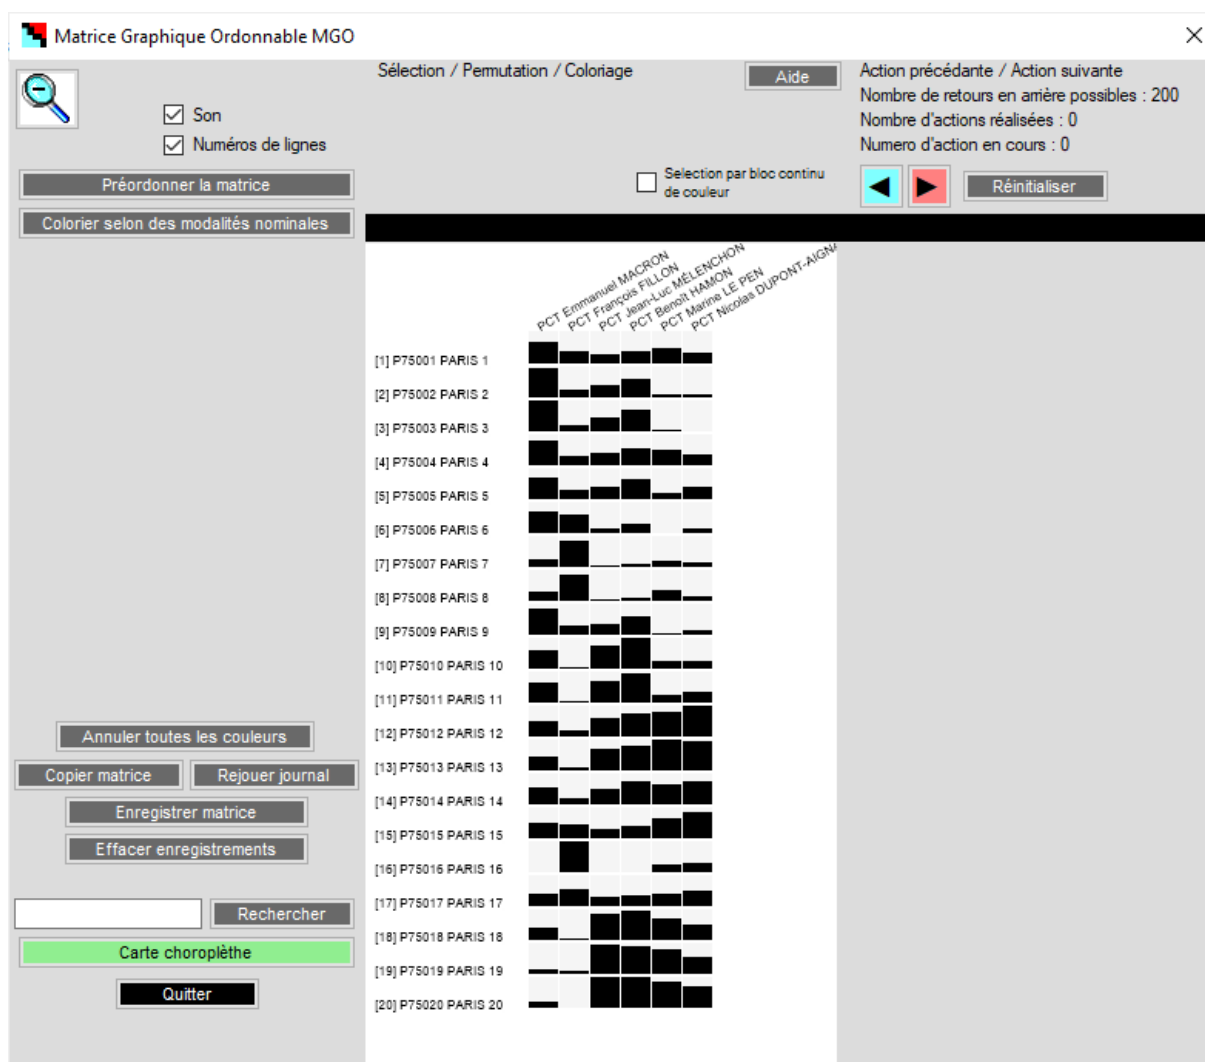 Matrice Graphique Ordonnable MGO
Son
Numéros de lignes
Préordonner la matrice
Colorier selon des modalités nominales
Sélection / Permutation / Coloriage
Aide
Selection par bloc continu
de couleur
Action précédante / Action suivante
Nombre de retours en arrière possibles : 200
Nombre d'actions réalisées : 0
Numero d'action en cours : 0
Réinitialiser
PCT Emmanuel MACRON
PCT François FILLON
PCT Jean-Luc MÉLENCHON
PCT Benoît HAMON
PCT Marine LE PEN
PCT Nicolas DUPONT-AIGNA
[1] P75001 PARIS 1
[2] P75002 PARIS 2
[3] P75003 PARIS 3
[4] P75004 PARIS 4
[5] P75005 PARIS 5
[6] P75006 PARIS 6
[7] P75007 PARIS 7
[8] P75008 PARIS 8
[9] P75009 PARIS 9
[10] P75010 PARIS 10
[11] P75011 PARIS 11
[12] P75012 PARIS 12
[13] P75013 PARIS 13
[14] P75014 PARIS 14
[15] P75015 PARIS 15
[16] P75016 PARIS 16
[17] P75017 PARIS 17
[18] P75018 PARIS 18
[19] P75019 PARIS 19
[20] P75020 PARIS 20
Annuler toutes les couleurs
Copier matrice
Rejouer journal
Enregistrer matrice
Effacer enregistrements
Rechercher
Carte choroplèthe
Quitter